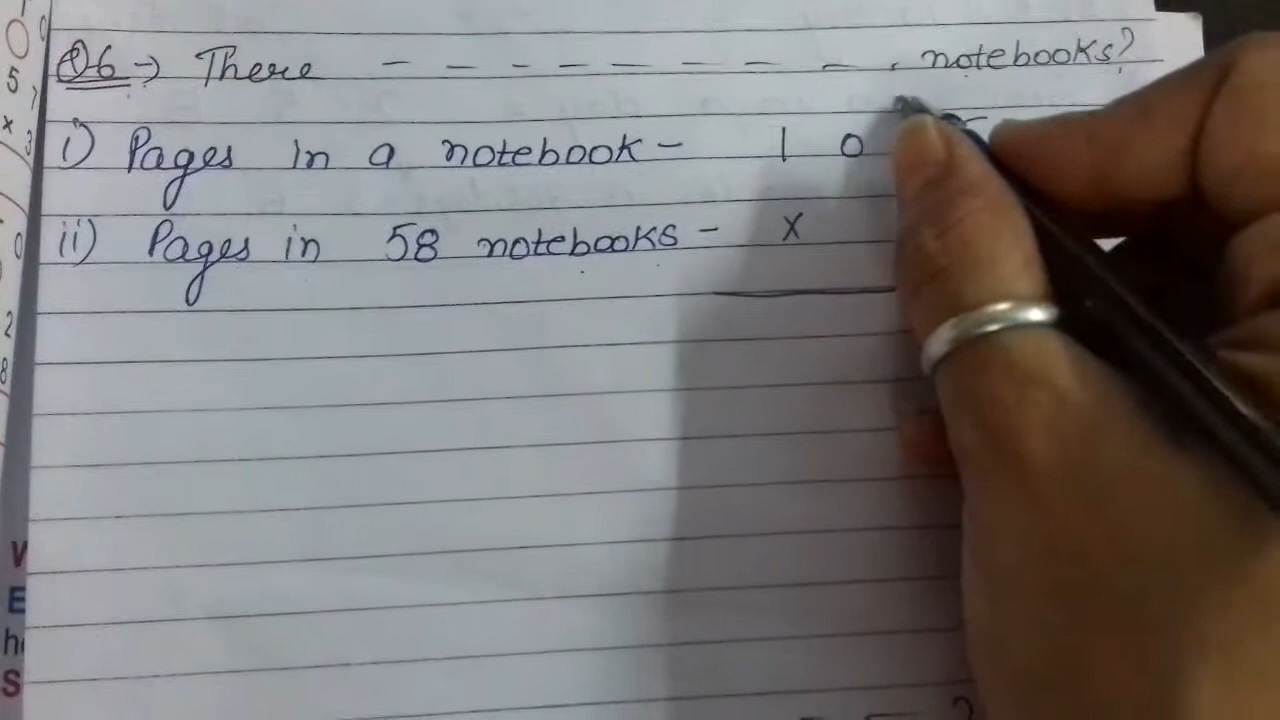 Q6→ There - - - - - - - - - . notebooks?
i) Pages in a notebook - 1 0
ii) Pages in 58 notebooks - x